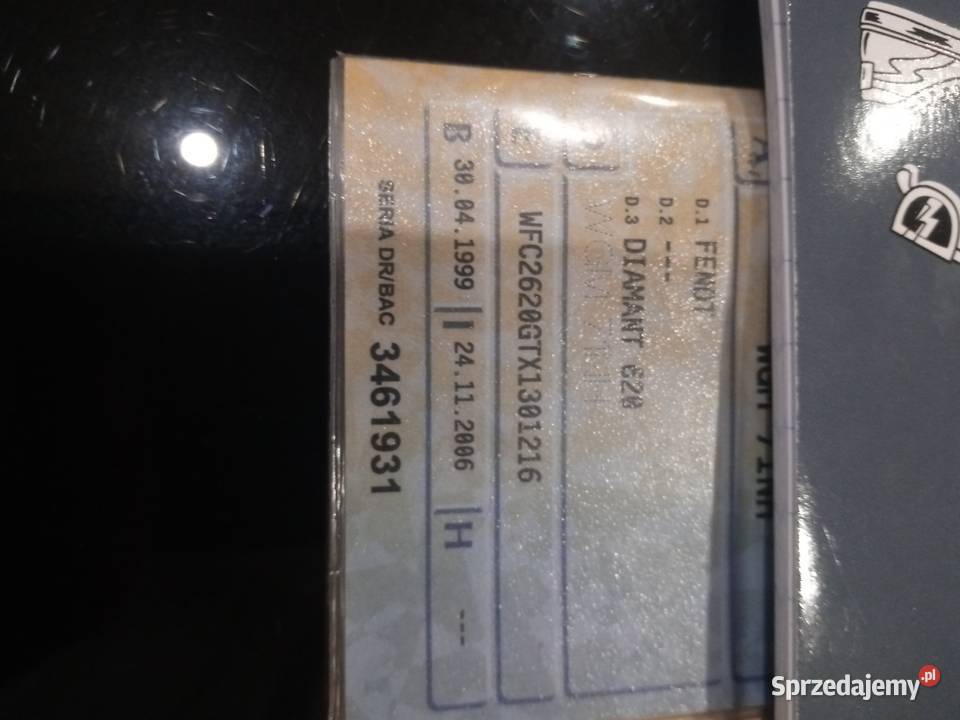 D.1 FENDT
D.2 ---
D.3 DIAMANT 620
WFC2620GTX1301216
B 30.04.1999 I 24.11.2006 H ---
SERIA DR/BAC 3461931
Sprzedajemy.pl